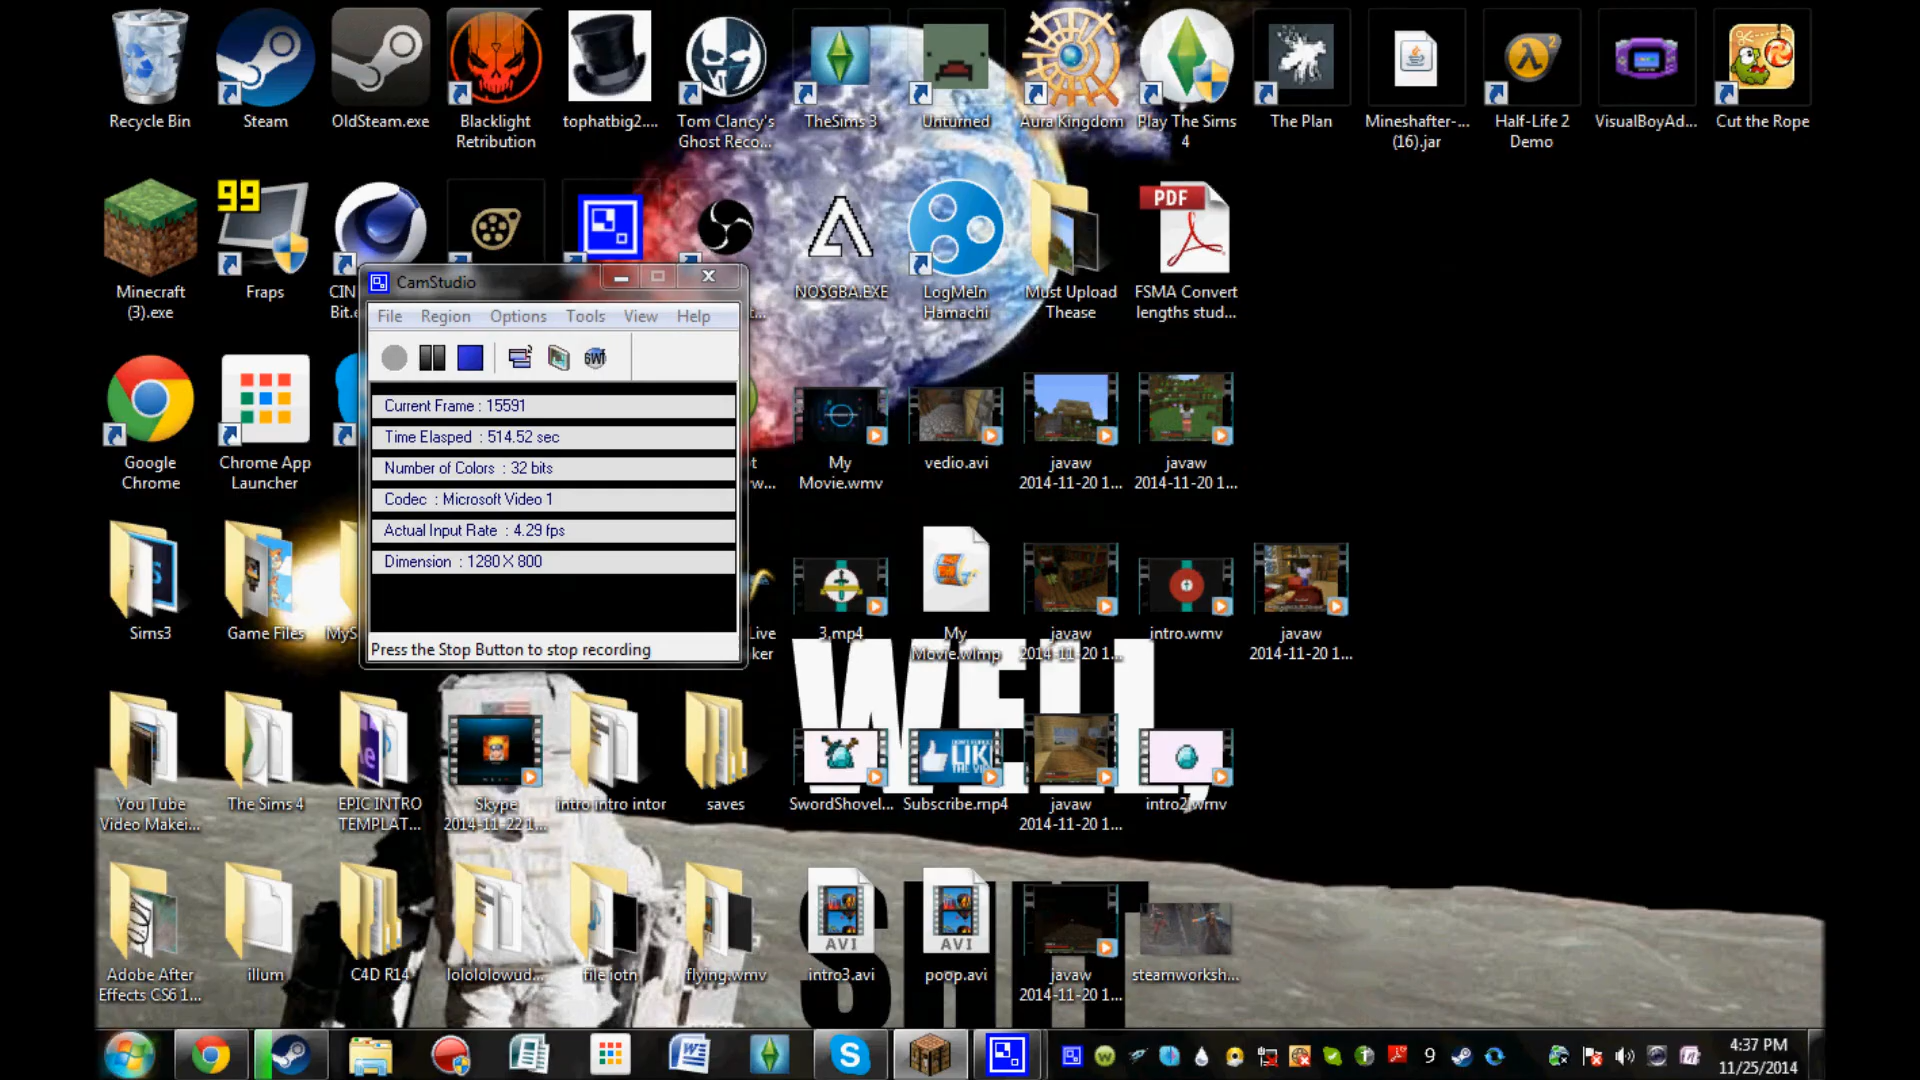 Recycle Bin
Steam
OldSteam.exe
Blacklight
Retribution
tophatbig2....
Tom Clancy's
Ghost Reco...
TheSims 3
Unturned
Aura Kingdom
Play The Sims
4
The Plan
Mineshafter-...
(16).jar
Half-Life 2
Demo
VisualBoyAd...
Cut the Rope
99
PDF
Minecraft
(3).exe
Fraps
CIN
Bit.e
NOSGBA.EXE
LogMeIn
Hamachi
Must Upload
Thease
FSMA Convert
lengths stud...
CamStudio
File Region Options Tools View Help
Current Frame : 15591
Time Elasped : 514.52 sec
Number of Colors : 32 bits
Codec : Microsoft Video 1
Actual Input Rate : 4.29 fps
Dimension : 1280 X 800
Press the Stop Button to stop recording
Google
Chrome
Chrome App
Launcher
My
Movie.wmv
vedio.avi
javaw
2014-11-20 1...
javaw
2014-11-20 1...
Sims3
Game Files
MyS
Live
ker
3.mp4
My
Movie.wlmp
javaw
2014-11-20 1...
intro.wmv
javaw
2014-11-20 1...
WELL,
You Tube
Video Makei...
The Sims 4
EPIC INTRO
TEMPLAT...
Skype
2014-11-22 1...
intro intro intor
saves
SwordShovel...
Subscribe.mp4
javaw
2014-11-20 1...
intro2.wmv
Adobe After
Effects CS6 1...
illum
C4D R14
lolololowud...
file iotn
flying.wmv
AVI
intro3.avi
AVI
poop.avi
javaw
2014-11-20 1...
steamworksh...
4:37 PM
11/25/2014